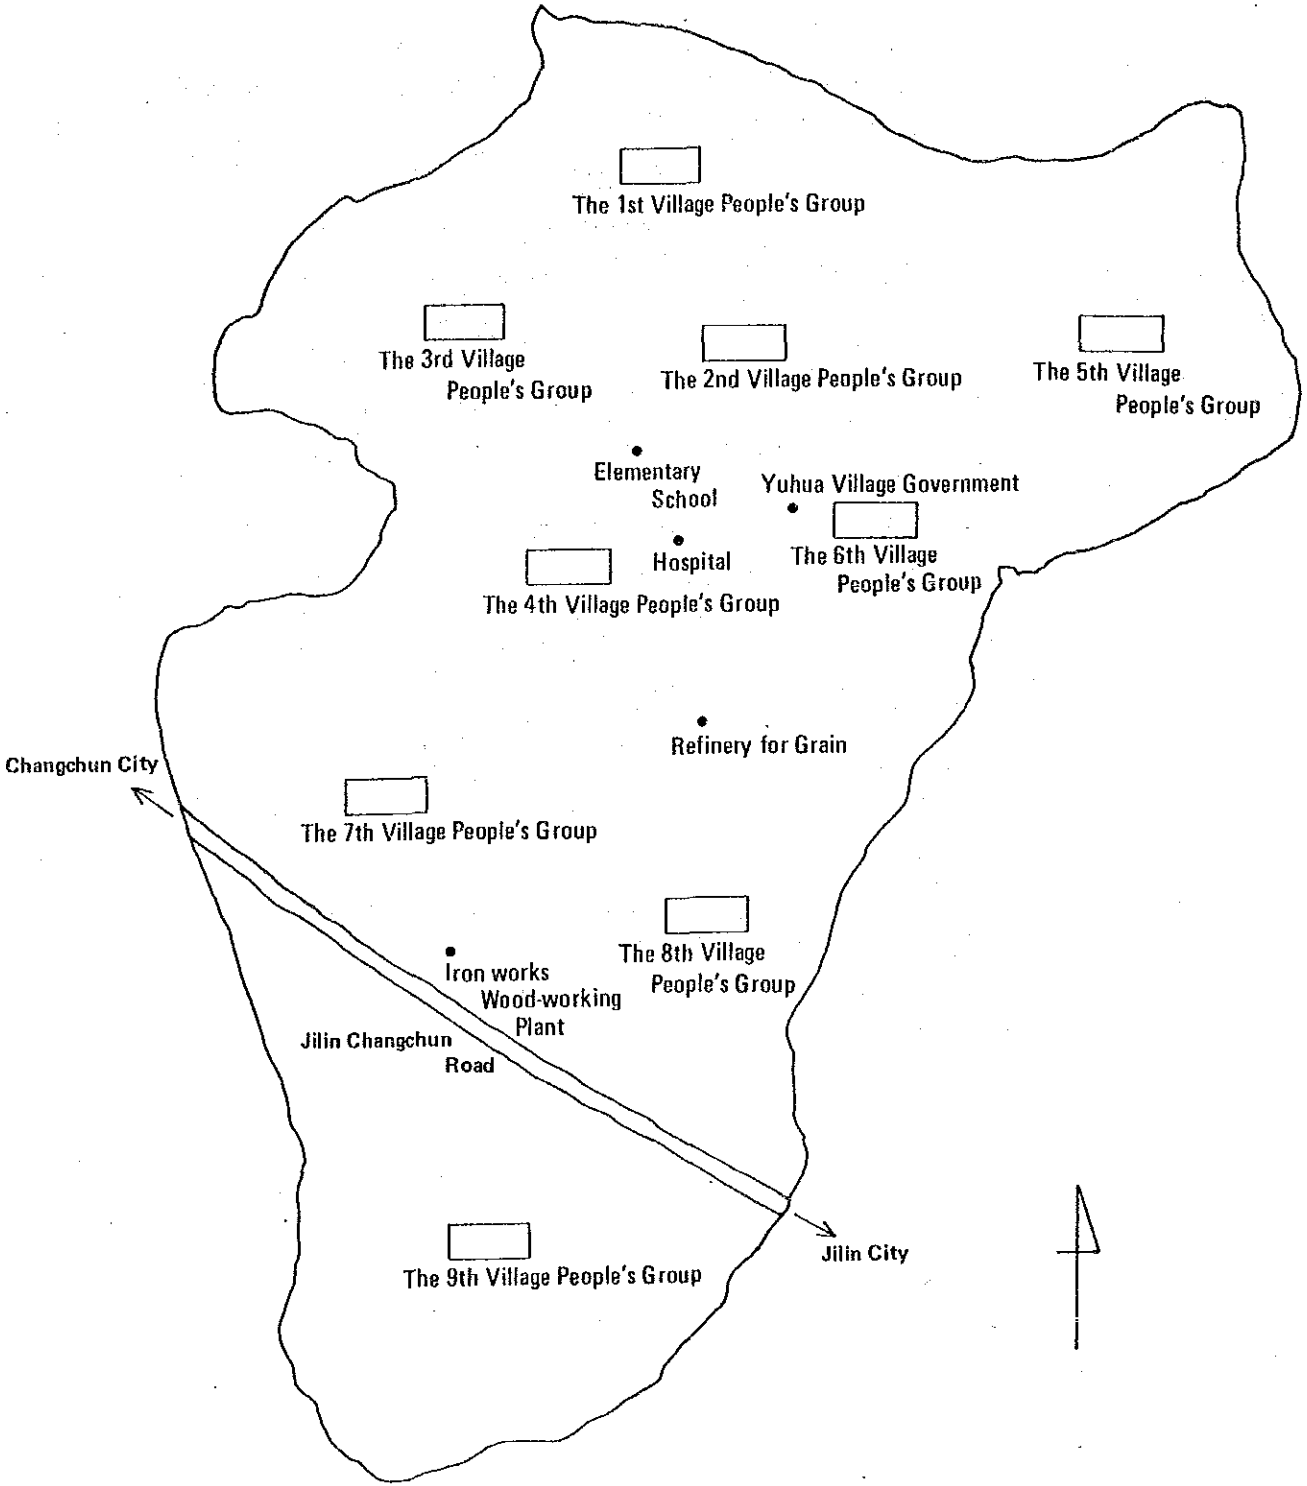 The 1st Village People's Group
The 3rd Village
People's Group
The 2nd Village People's Group
The 5th Village
People's Group
Elementary
School
Yuhua Village Government
Hospital
The 6th Village
People's Group
The 4th Village People's Group
Refinery for Grain
Changchun City
The 7th Village People's Group
The 8th Village
People's Group
Iron works
Wood-working
Plant
Jilin Changchun
Road
Jilin City
The 9th Village People's Group